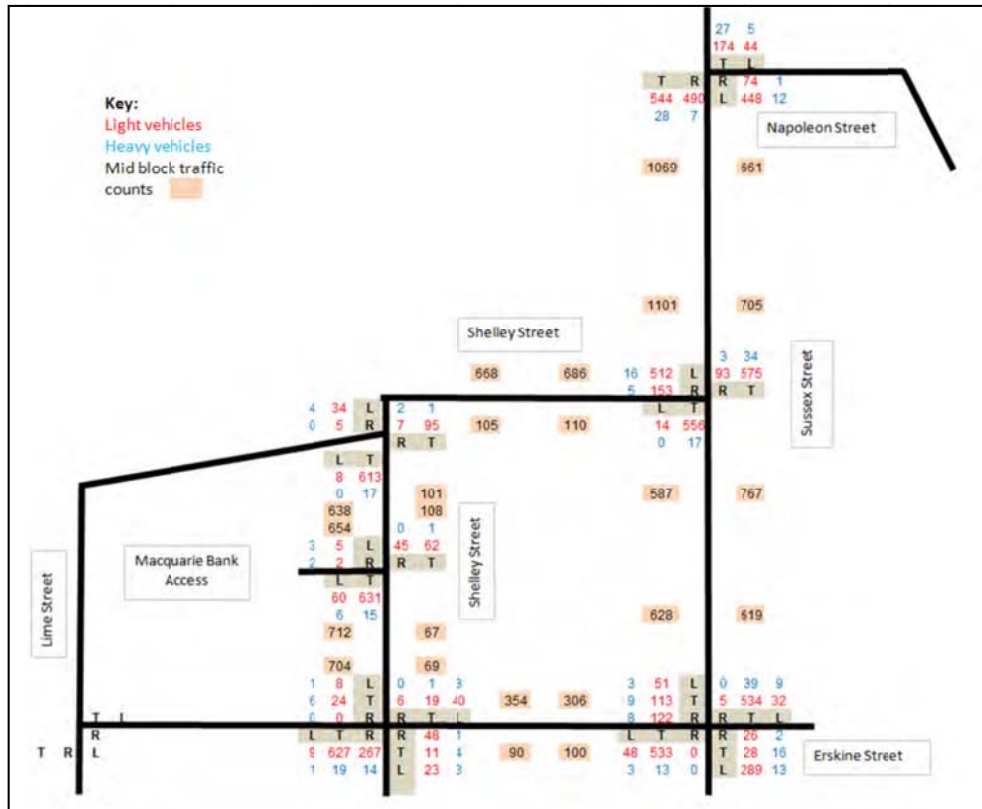 27 5
174 44
T L
T R R 74 1
544 490 L 448 12
28 7
Key:
Light vehicles
Heavy vehicles
Mid block traffic
counts
Napoleon Street
1069 661
1101 705
Shelley Street
3 34
668 686 16 512 L 93 575
5 153 R R T
Sussex Street
4 34 L 2 1
L T
0 5 R 7 95 105 110 14 556
R T 0 17
L T
8 613
0 17 101 587 767
638 108
654 0 1
3 5 L 45 62
2 2 R R T
Macquarie Bank
Access
Shelley Street
Lime Street
L T
60 631
6 15
628 619
712 67
704 69
1 8 L 0 1 3 3 51 L 0 39 9
6 24 T 6 19 40 354 306 9 113 T 5 534 32
0 0 R R T L 8 122 R R T L
T L
R L T R R 46 1 L T R R 26 2
T R L 9 627 267 T 11 4 90 100 48 533 0 T 28 16
1 19 14 L 23 3 3 13 0 L 289 13
Erskine Street